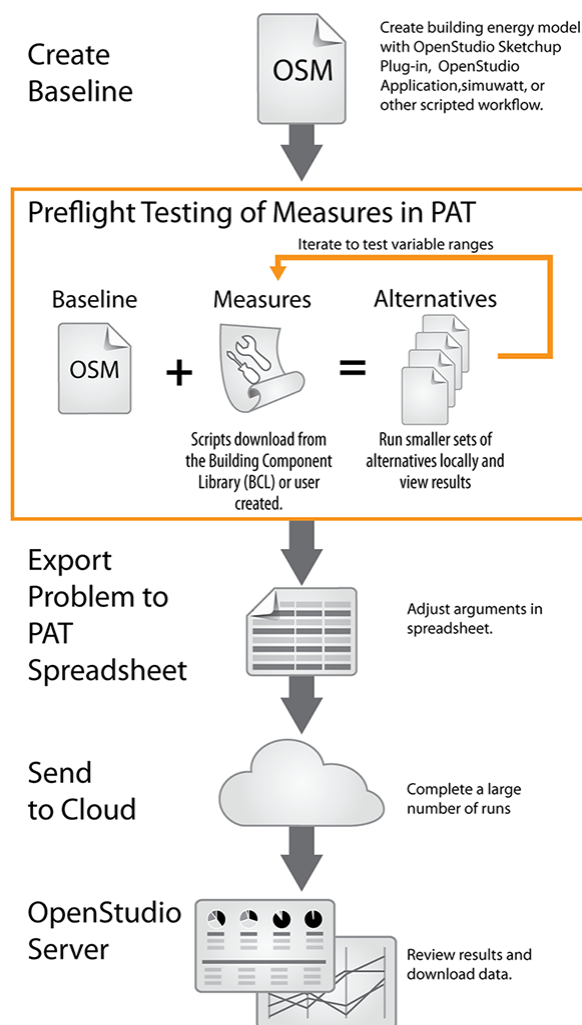 Create
Baseline
OSM
Create building energy model
with OpenStudio Sketchup
Plug-in, OpenStudio
Application,simuwatt, or
other scripted workflow.
Preflight Testing of Measures in PAT
Iterate to test variable ranges
Baseline
Measures
Alternatives
OSM
+
=
Scripts download from
the Building Component
Library (BCL) or user
created.
Run smaller sets of
alternatives locally and
view results
Export
Problem to
PAT
Spreadsheet
Adjust arguments in
spreadsheet.
Send
to Cloud
Complete a large
number of runs
OpenStudio
Server
Review results and
download data.